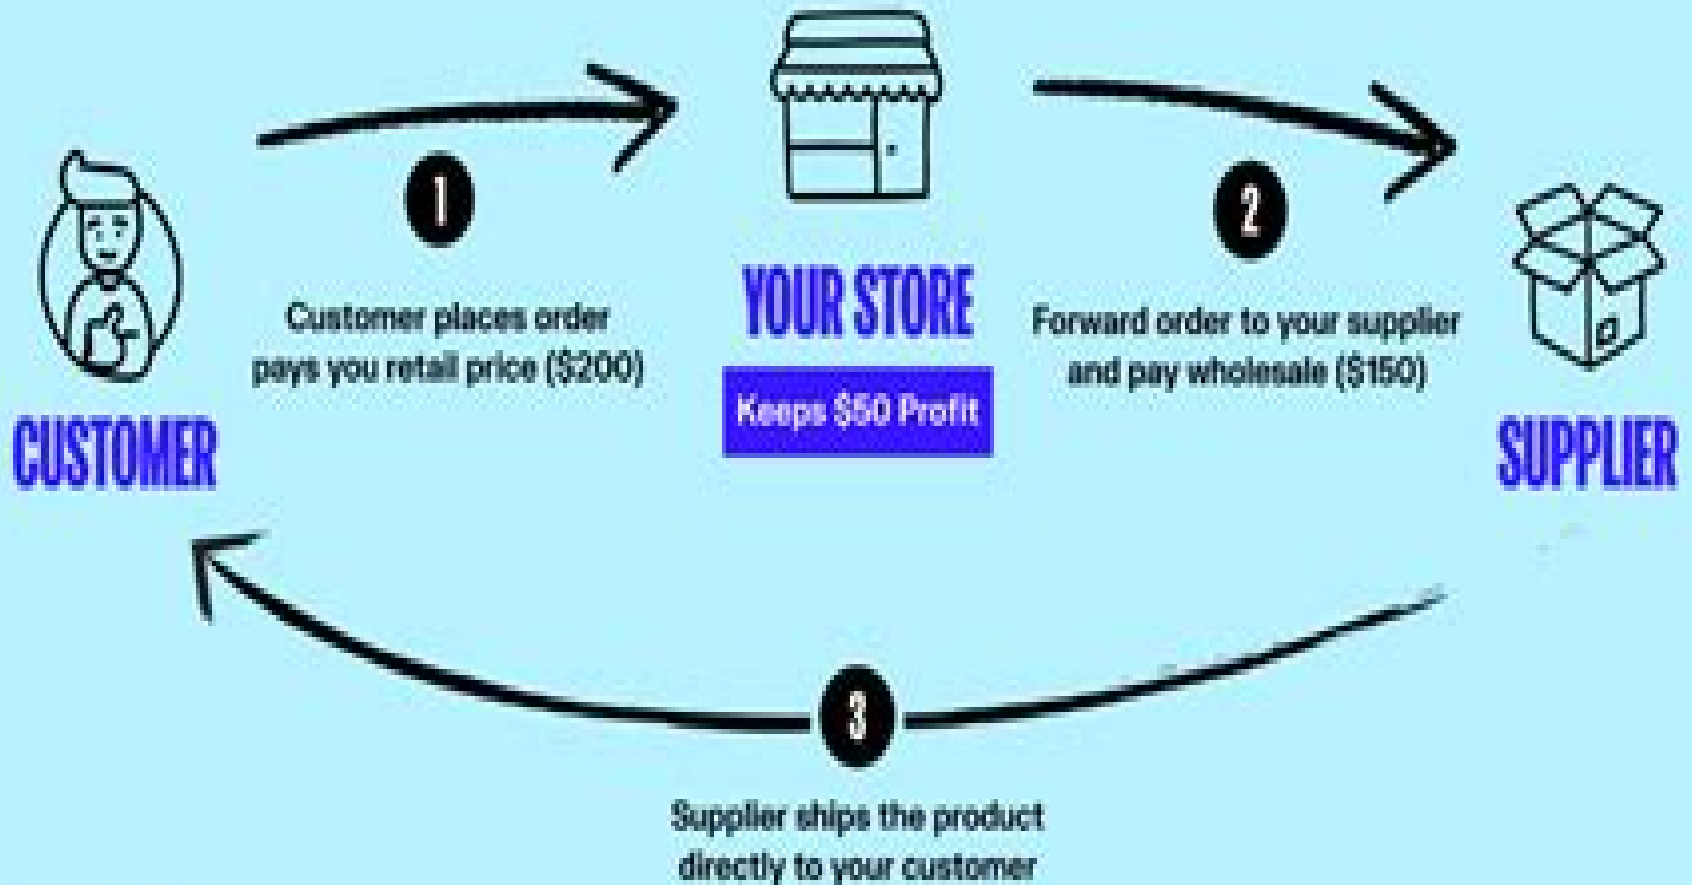 1
Customer places order
pays you retail price ($200)
CUSTOMER
YOUR STORE
Keeps $50 Profit
2
Forward order to your supplier
and pay wholesale ($150)
SUPPLIER
3
Supplier ships the product
directly to your customer